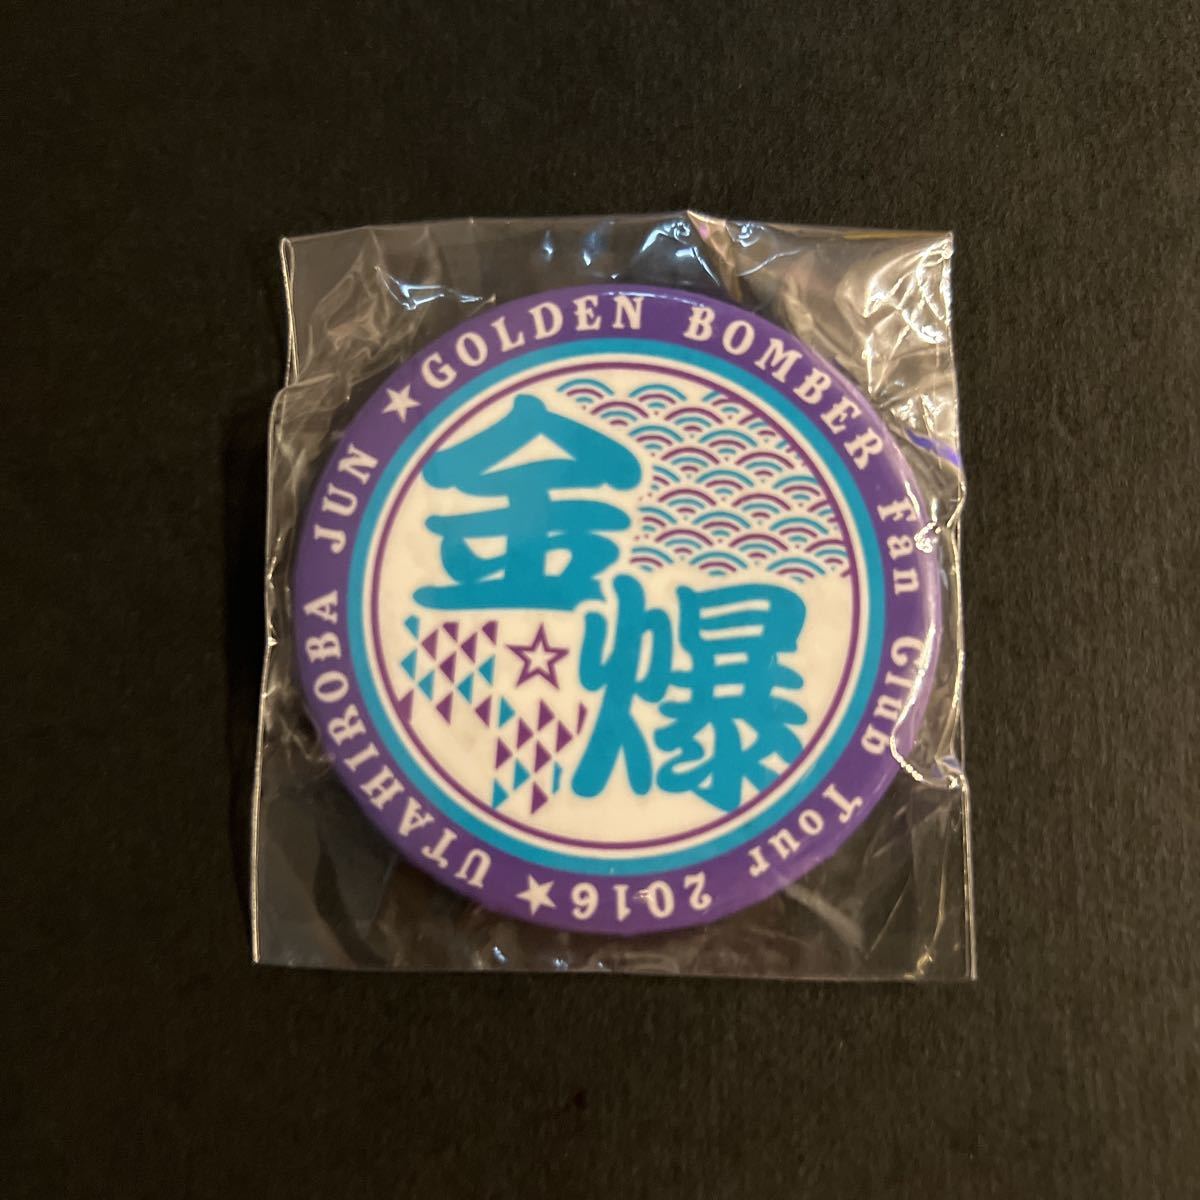 ★GOLDEN BOMBER Fan Club Tour 2016★UTAHIROBA JUN
金爆